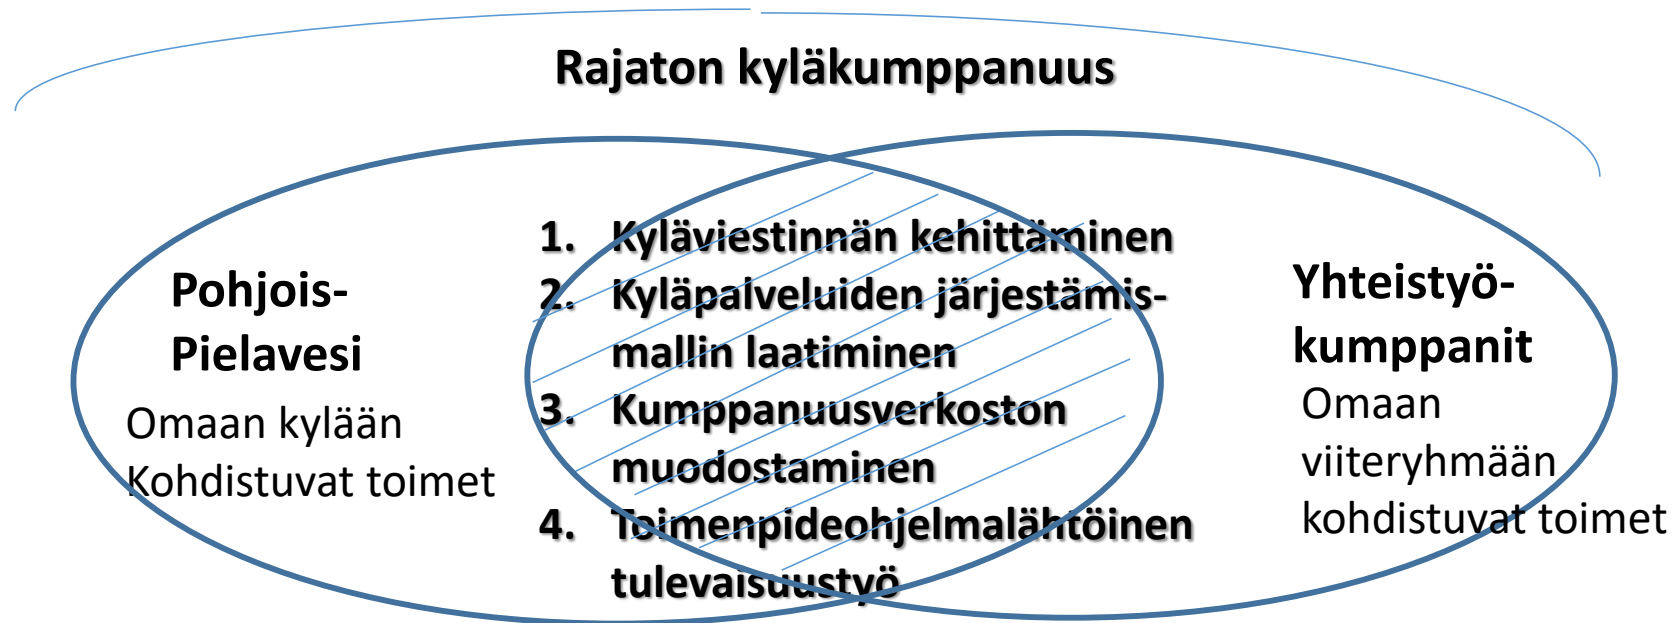 Rajaton kyläkumppanuus
Pohjois-
Pielavesi
Omaan kylään
Kohdistuvat toimet
1. Kyläviestinnän kehittäminen
2. Kyläpalveluiden järjestämis-
mallin laatiminen
3. Kumppanuusverkoston
muodostaminen
4. Toimenpideohjelmalähtöinen
tulevaisuustyö
Yhteistyö-
kumppanit
Omaan
viiteryhmään
kohdistuvat toimet